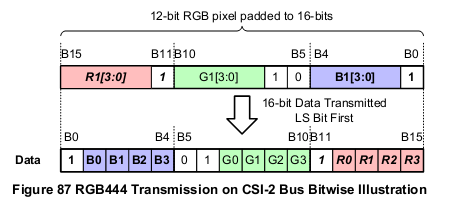 12-bit RGB pixel padded to 16-bits
B15 B11 B10 B5 B4 B0
R1[3:0] 1 G1[3:0] 1 0 B1[3:0] 1
16-bit Data Transmitted
LS Bit First
B0 B4 B5 B10 B11 B15
Data 1 B0 B1 B2 B3 0 1 G0 G1 G2 G3 1 R0 R1 R2 R3
Figure 87 RGB444 Transmission on CSI-2 Bus Bitwise Illustration